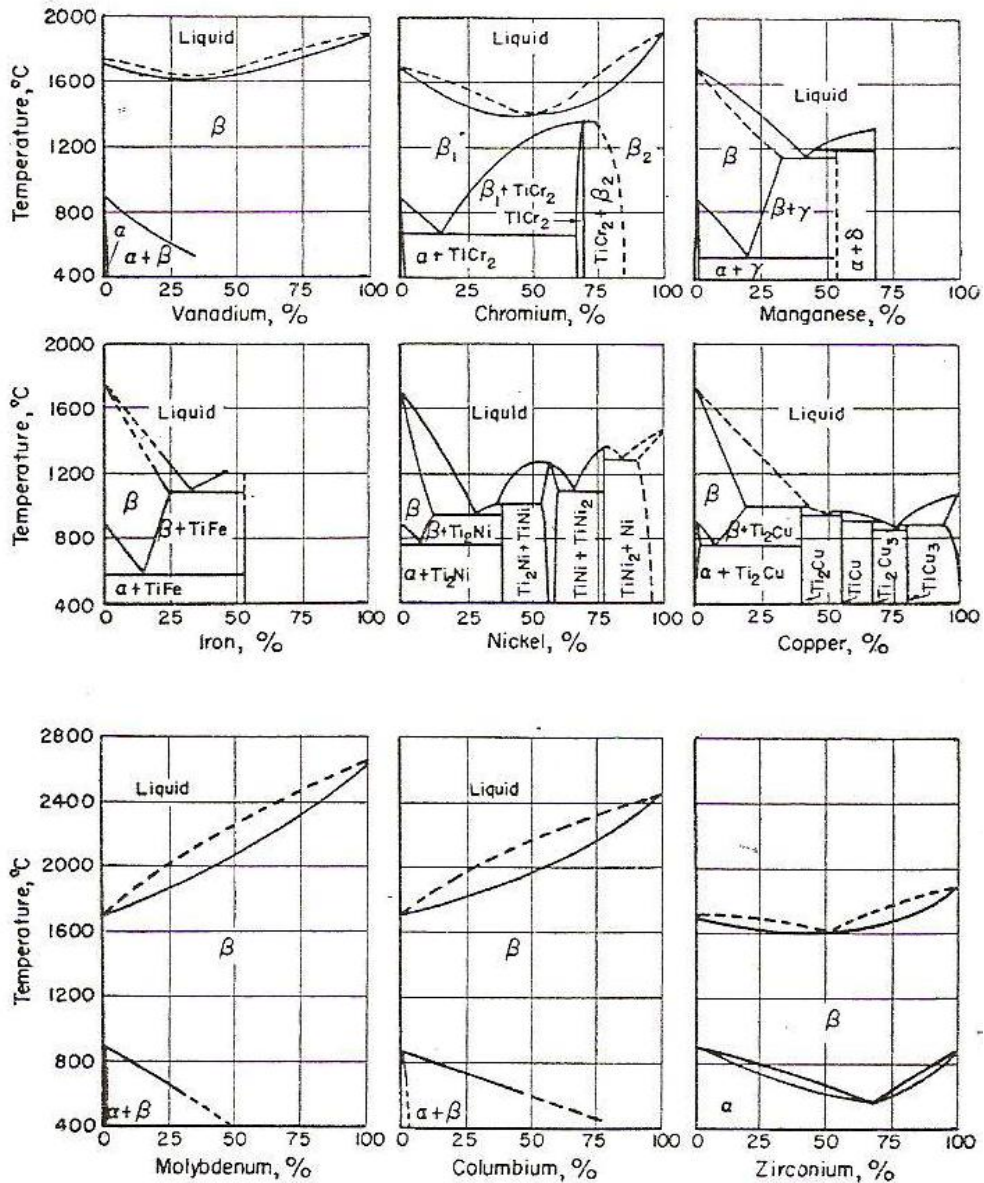 2000
1600
1200
800
400
Temperature, °C
Liquid
β
α
α + β
0 25 50 75 100
Vanadium, %
Liquid
β₁
β₂
β₁ + TiCr₂
TiCr₂
TiCr₂ + β₂
α + TiCr₂
0 25 50 75 100
Chromium, %
Liquid
β
β + γ
α + γ
α + δ
0 25 50 75 100
Manganese, %
2000
1600
1200
800
400
Temperature, °C
Liquid
β
β + TiFe
α + TiFe
0 25 50 75 100
Iron, %
Liquid
β
β + Ti₂Ni
α + Ti₂Ni
Ti₂Ni + TiNi
TiNi + TiNi₂
TiNi₂ + Ni
0 25 50 75 100
Nickel, %
Liquid
β
β + Ti₂Cu
α + Ti₂Cu
Ti₂Cu
TiCu
Ti₂Cu₃
TiCu₃
0 25 50 75 100
Copper, %
2800
2400
2000
1600
1200
800
400
Temperature, °C
Liquid
β
α + β
0 25 50 75 100
Molybdenum, %
Liquid
β
α + β
0 25 50 75 100
Columbium, %
β
α
0 25 50 75 100
Zirconium, %